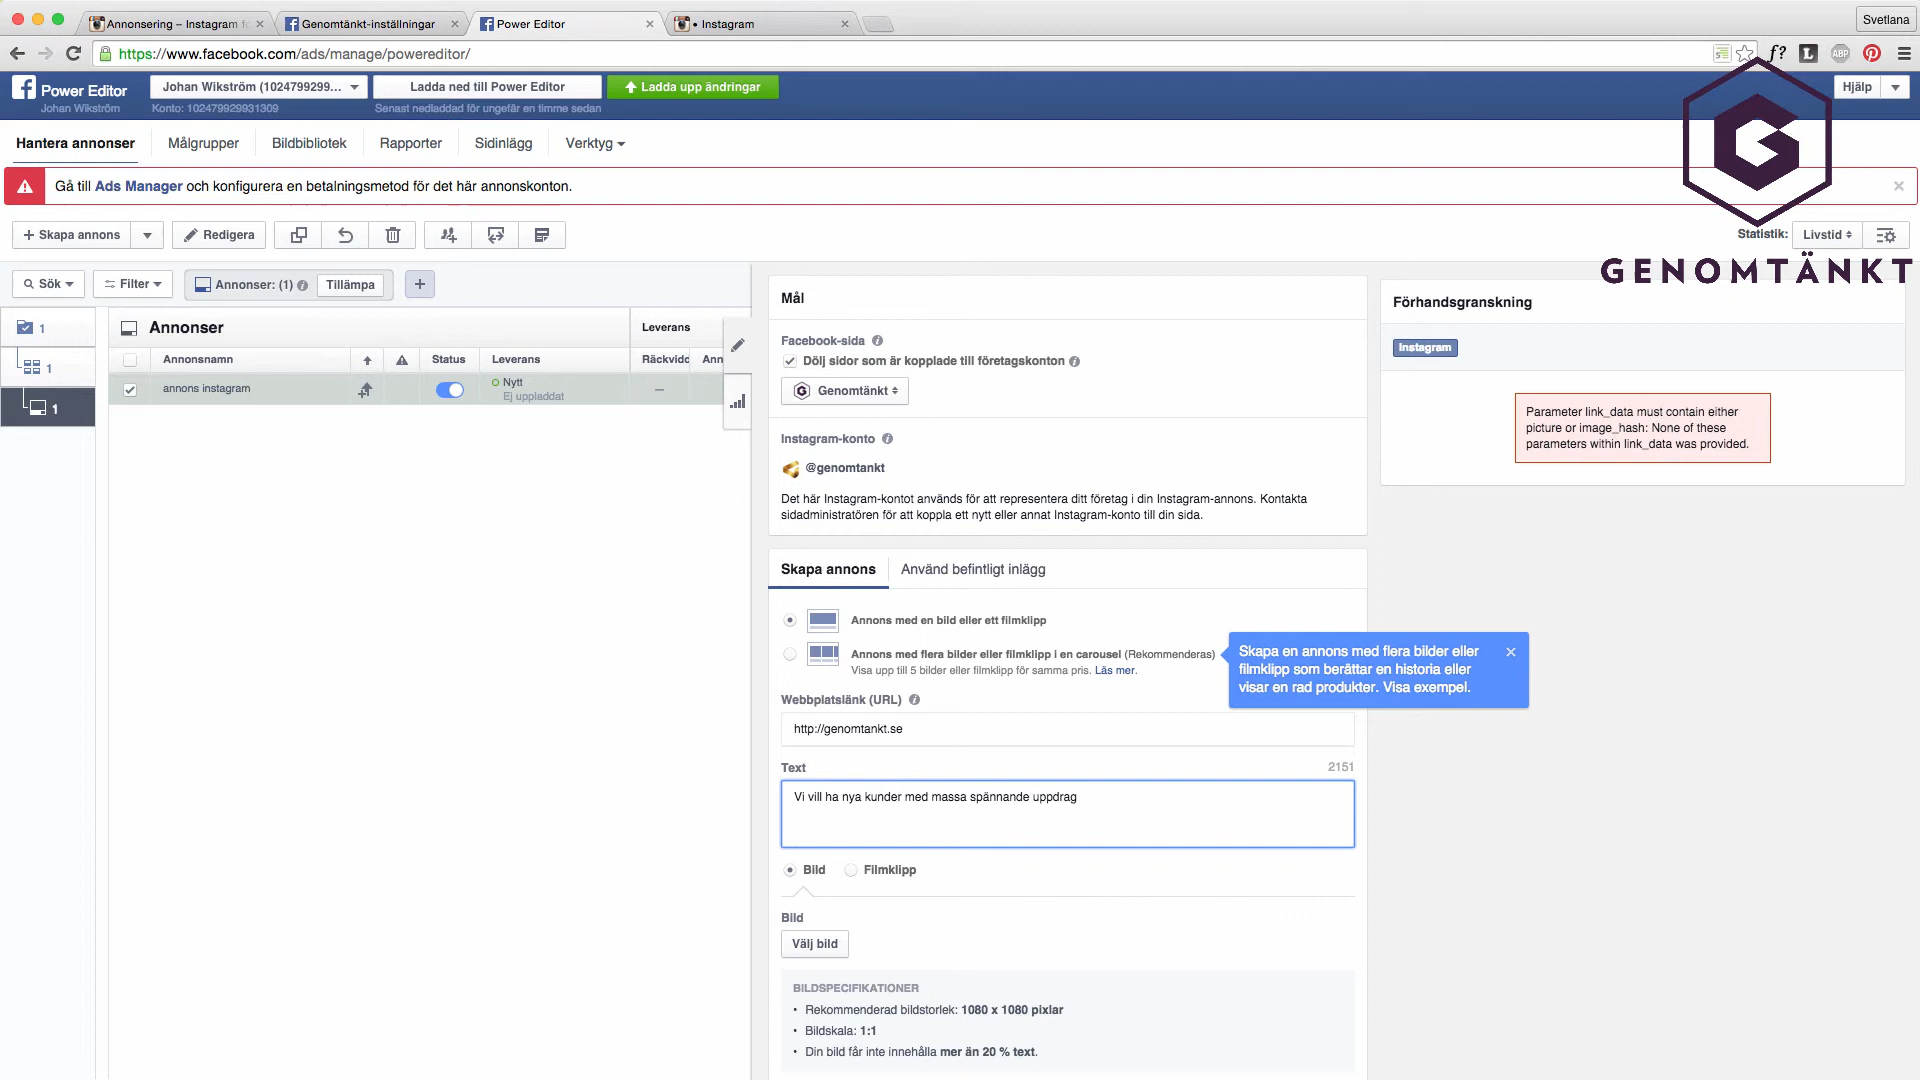 Annonsering – Instagram f
Genomtänkt-inställningar
Power Editor
• Instagram
Svetlana
https://www.facebook.com/ads/manage/powereditor/
f?
L
ABP
Power Editor
Johan Wikström
Johan Wikström (1024799299...
Konto: 102479929931309
Ladda ned till Power Editor
Senast nedladdad för ungefär en timme sedan
Ladda upp ändringar
Hjälp
Hantera annonser
Målgrupper
Bildbibliotek
Rapporter
Sidinlägg
Verktyg
Gå till Ads Manager och konfigurera en betalningsmetod för det här annonskonton.
+ Skapa annons
Redigera
Statistik:
Livstid
GENOMTÄNKT
Sök
Filter
Annonser: (1)
Tillämpa
+
1
1
1
Annonser
Leverans
Annonsnamn
Status
Leverans
Räckvidd
Ann
annons instagram
Nytt
Ej uppladdat
—
Mål
Facebook-sida
Dölj sidor som är kopplade till företagskonton
Genomtänkt
Instagram-konto
@genomtankt
Det här Instagram-kontot används för att representera ditt företag i din Instagram-annons. Kontakta
sidadministratören för att koppla ett nytt eller annat Instagram-konto till din sida.
Skapa annons
Använd befintligt inlägg
Annons med en bild eller ett filmklipp
Annons med flera bilder eller filmklipp i en carousel (Rekommenderas)
Visa upp till 5 bilder eller filmklipp för samma pris. Läs mer.
Skapa en annons med flera bilder eller
filmklipp som berättar en historia eller
visar en rad produkter. Visa exempel.
Webbplatslänk (URL)
http://genomtankt.se
Text
2151
Vi vill ha nya kunder med massa spännande uppdrag
Bild
Filmklipp
Bild
Välj bild
BILDSPECIFIKATIONER
• Rekommenderad bildstorlek: 1080 x 1080 pixlar
• Bildskala: 1:1
• Din bild får inte innehålla mer än 20 % text.
Förhandsgranskning
Instagram
Parameter link_data must contain either
picture or image_hash: None of these
parameters within link_data was provided.